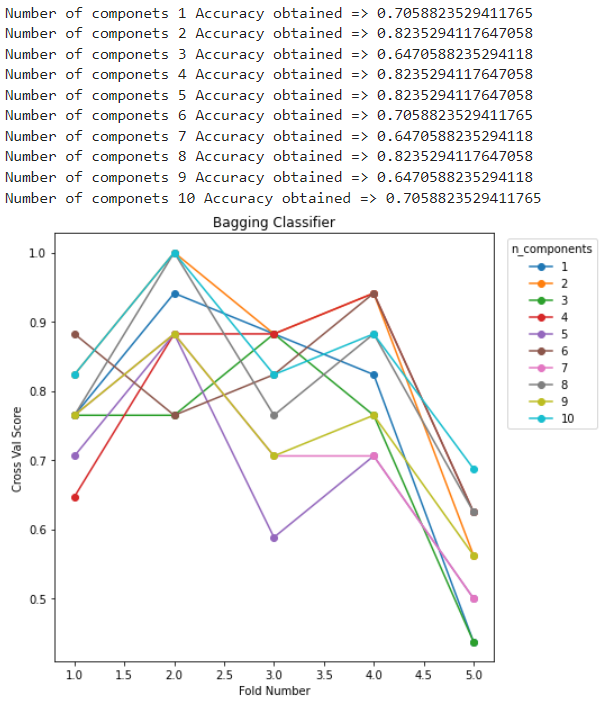 Number of componets 1 Accuracy obtained => 0.7058823529411765
Number of componets 2 Accuracy obtained => 0.8235294117647058
Number of componets 3 Accuracy obtained => 0.6470588235294118
Number of componets 4 Accuracy obtained => 0.8235294117647058
Number of componets 5 Accuracy obtained => 0.8235294117647058
Number of componets 6 Accuracy obtained => 0.7058823529411765
Number of componets 7 Accuracy obtained => 0.6470588235294118
Number of componets 8 Accuracy obtained => 0.8235294117647058
Number of componets 9 Accuracy obtained => 0.6470588235294118
Number of componets 10 Accuracy obtained => 0.7058823529411765
Bagging Classifier
n_components
1
2
3
4
5
6
7
8
9
10
Cross Val Score
1.0
0.9
0.8
0.7
0.6
0.5
1.0 1.5 2.0 2.5 3.0 3.5 4.0 4.5 5.0
Fold Number